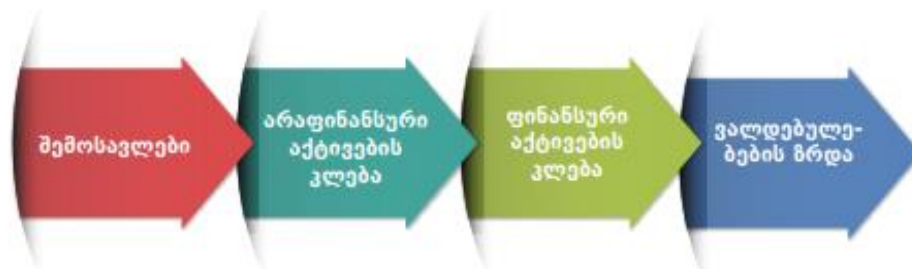 შემოსავლები
არაფინანსური
აქტივების
კლება
ფინანსური
აქტივების
კლება
ვალდებულე-
ბების ზრდა